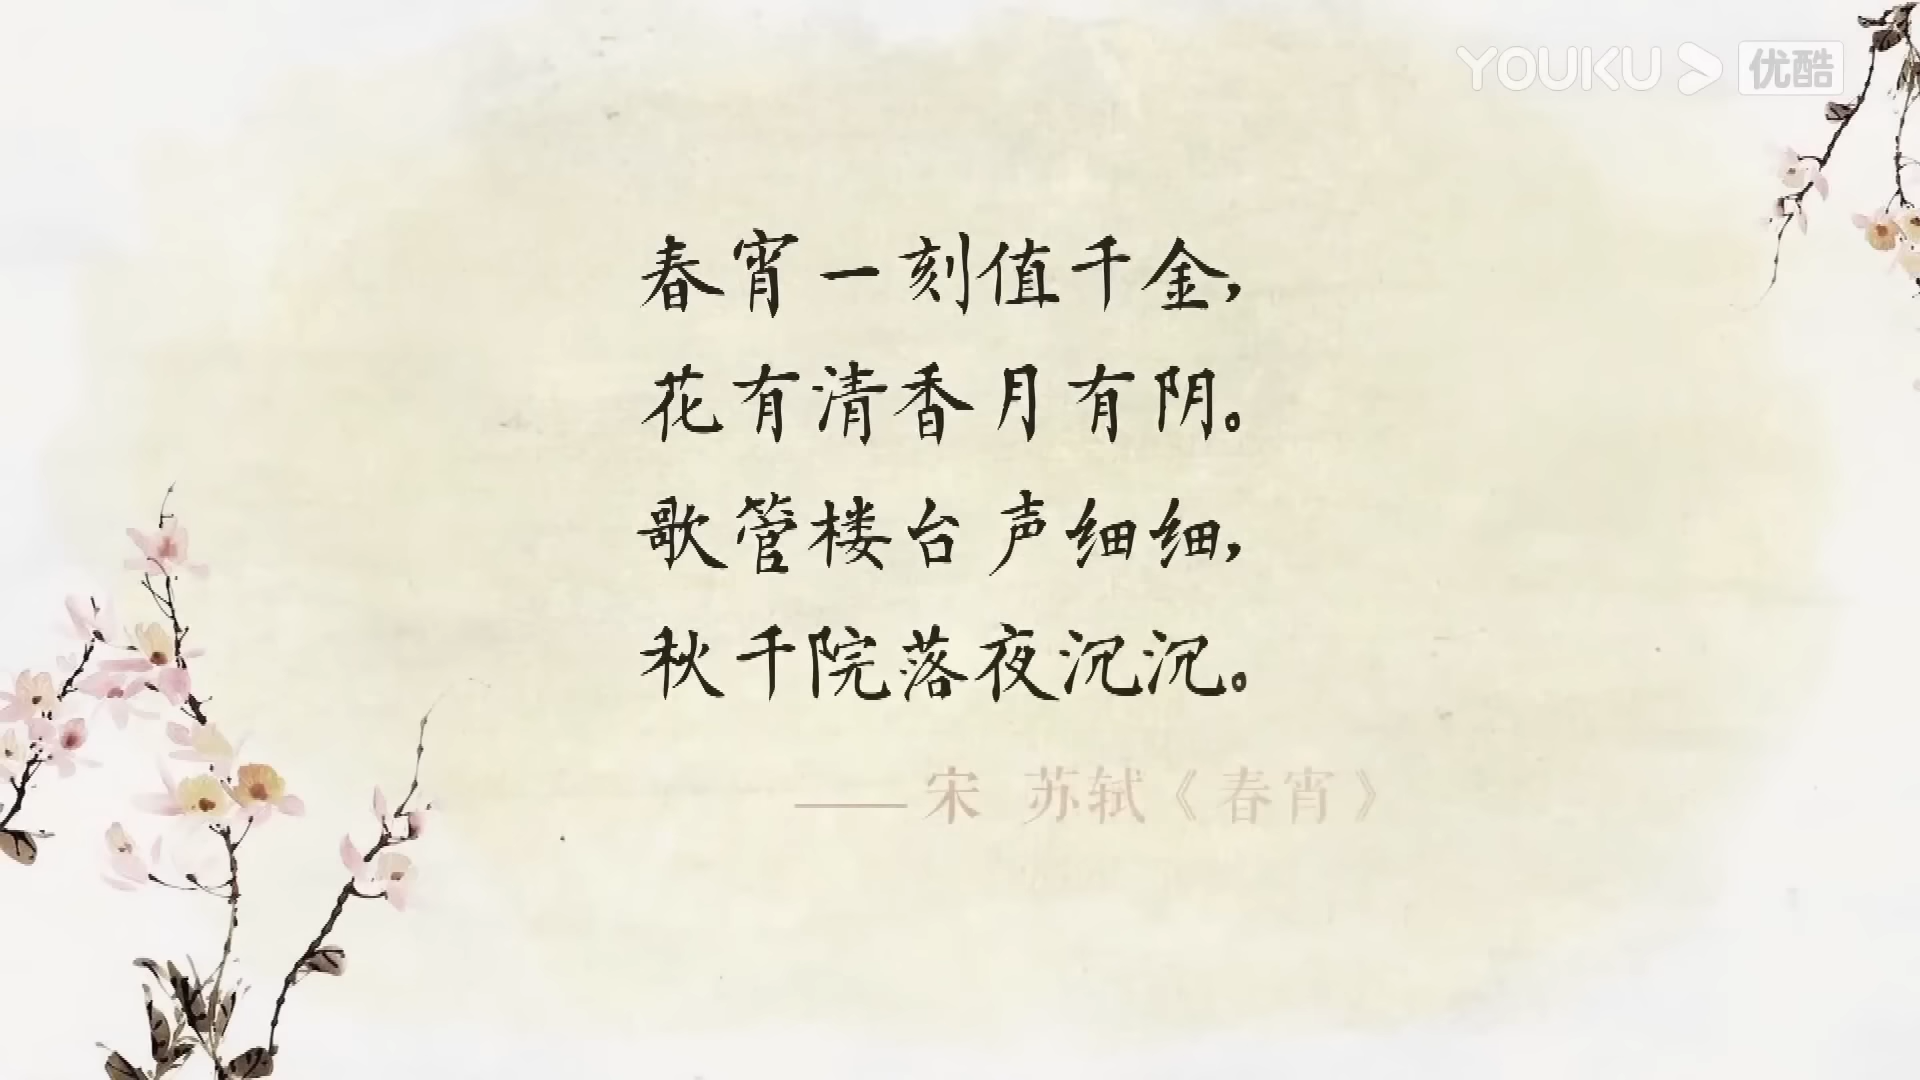 YOUKU 优酷
春宵一刻值千金，
花有清香月有阴。
歌管楼台声细细，
秋千院落夜沉沉。
—— 宋 苏轼《春宵》